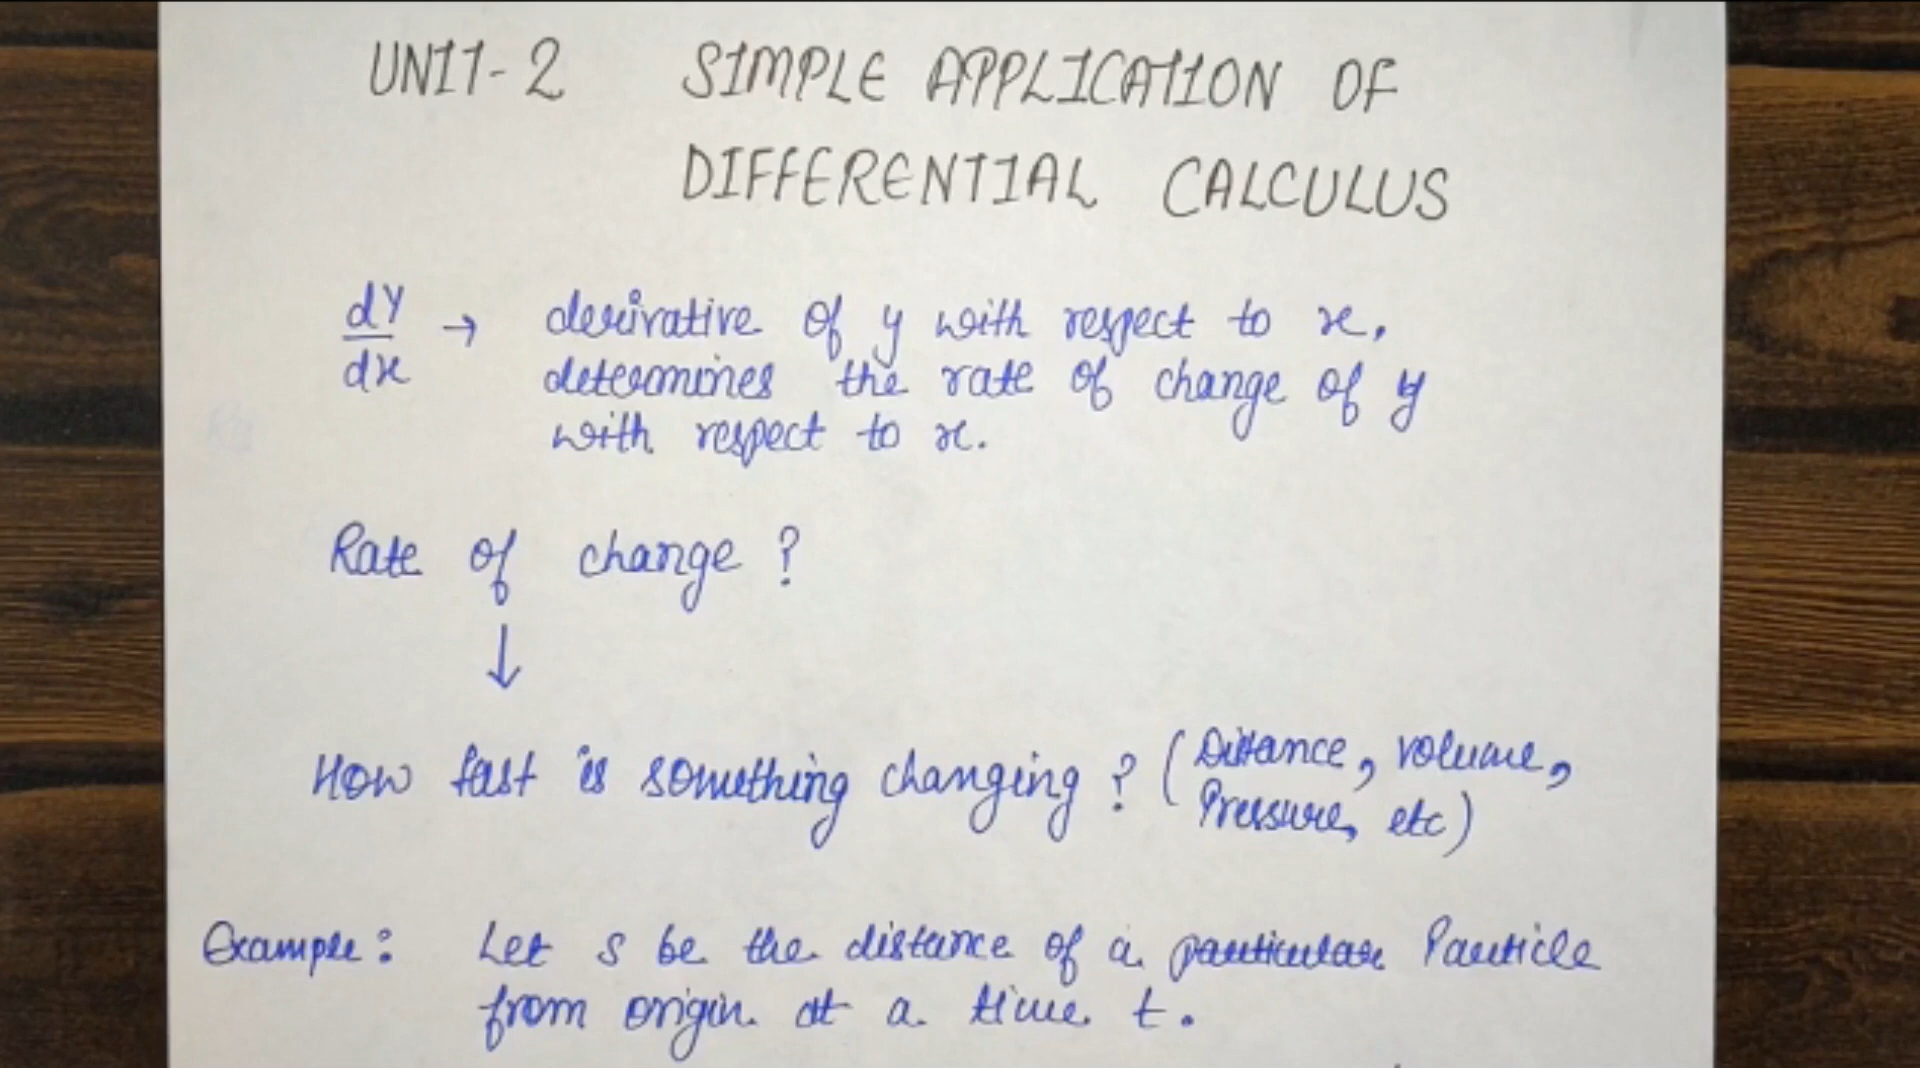 UNIT-2 SIMPLE APPLICATION OF
DIFFERENTIAL CALCULUS
dy/dx → derivative of y with respect to x,
determines the rate of change of y
with respect to x.
Rate of change ?
↓
How fast is something changing ? (Distance, volume,
Pressure, etc)
Example : Let s be the distance of a particular Particle
from origin at a time t.